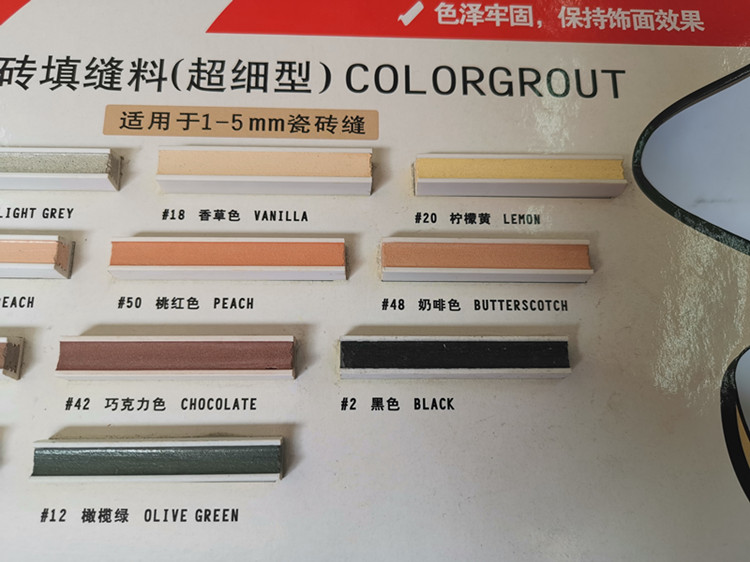 ✓ 色泽牢固，保持饰面效果
砖填缝料(超细型) COLORGROUT
适用于1-5mm瓷砖缝
LIGHT GREY
#18 香草色 VANILLA
#20 柠檬黄 LEMON
EACH
#50 桃红色 PEACH
#48 奶啡色 BUTTERSCOTCH
#42 巧克力色 CHOCOLATE
#2 黑色 BLACK
#12 橄榄绿 OLIVE GREEN